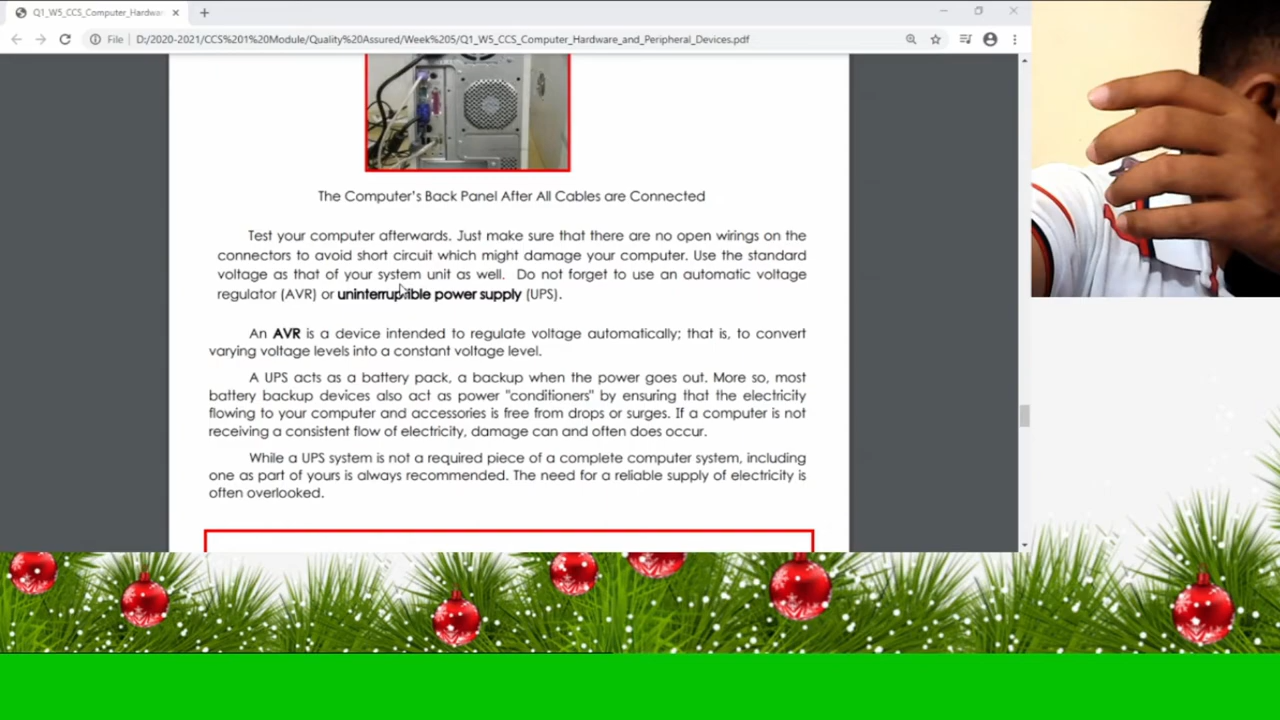 Q1_W5_CCS_Computer_Hardwar
File D:/2020-2021/CCS%201%20Module/Quality%20Assured/Week%205/Q1_W5_CCS_Computer_Hardware_and_Peripheral_Devices.pdf
The Computer's Back Panel After All Cables are Connected
Test your computer afterwards. Just make sure that there are no open wirings on the
connectors to avoid short circuit which might damage your computer. Use the standard
voltage as that of your system unit as well. Do not forget to use an automatic voltage
regulator (AVR) or uninterruptible power supply (UPS).
An AVR is a device intended to regulate voltage automatically; that is, to convert
varying voltage levels into a constant voltage level.
A UPS acts as a battery pack, a backup when the power goes out. More so, most
battery backup devices also act as power "conditioners" by ensuring that the electricity
flowing to your computer and accessories is free from drops or surges. If a computer is not
receiving a consistent flow of electricity, damage can and often does occur.
While a UPS system is not a required piece of a complete computer system, including
one as part of yours is always recommended. The need for a reliable supply of electricity is
often overlooked.